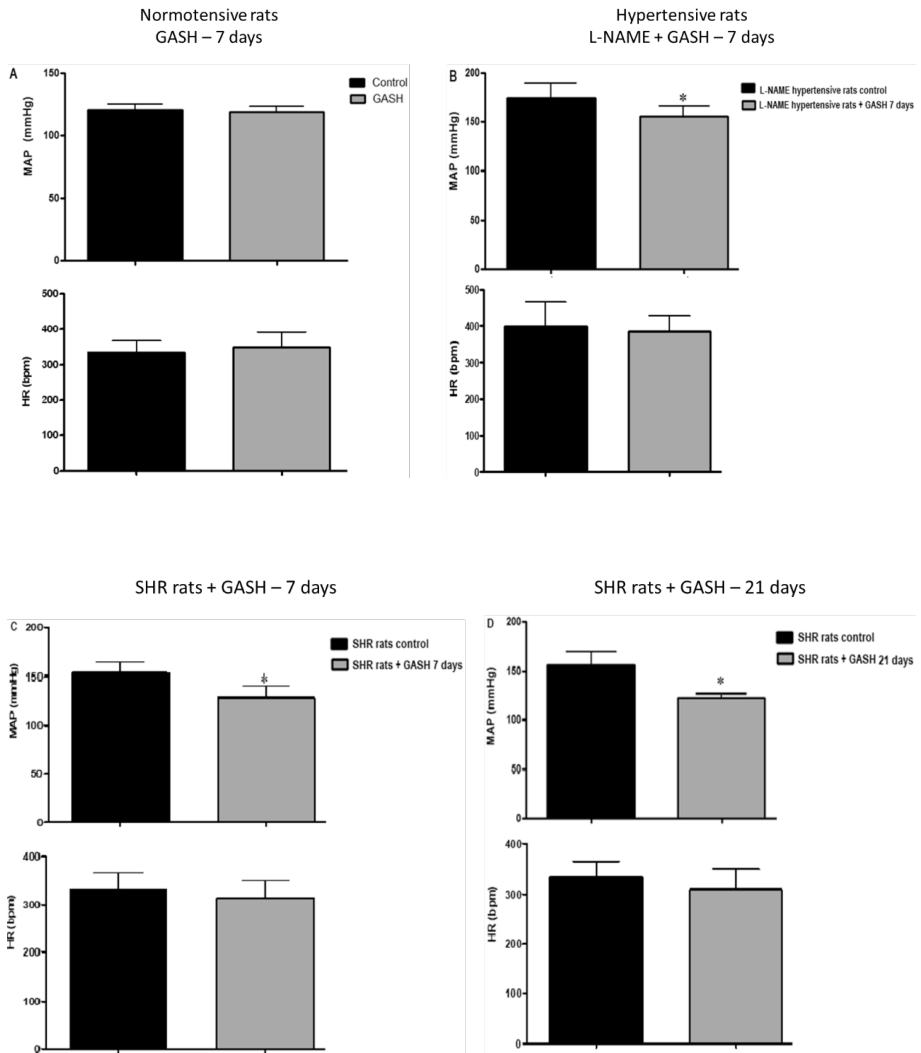 Normotensive rats
GASH – 7 days
Hypertensive rats
L-NAME + GASH – 7 days
A
150
100
50
0
MAP (mmHg)
Control
GASH
500
400
300
200
100
0
HR (bpm)
B
200
150
100
50
0
MAP (mmHg)
L-NAME hypertensive rats control
L-NAME hypertensive rats + GASH 7 days
*
500
400
300
200
100
0
HR (bpm)
SHR rats + GASH – 7 days
SHR rats + GASH – 21 days
C
200
150
100
50
0
MAP (mmHg)
SHR rats control
SHR rats + GASH 7 days
*
400
300
200
100
0
HR (bpm)
D
200
150
100
50
0
MAP (mmHg)
SHR rats control
SHR rats + GASH 21 days
*
400
300
200
100
0
HR (bpm)